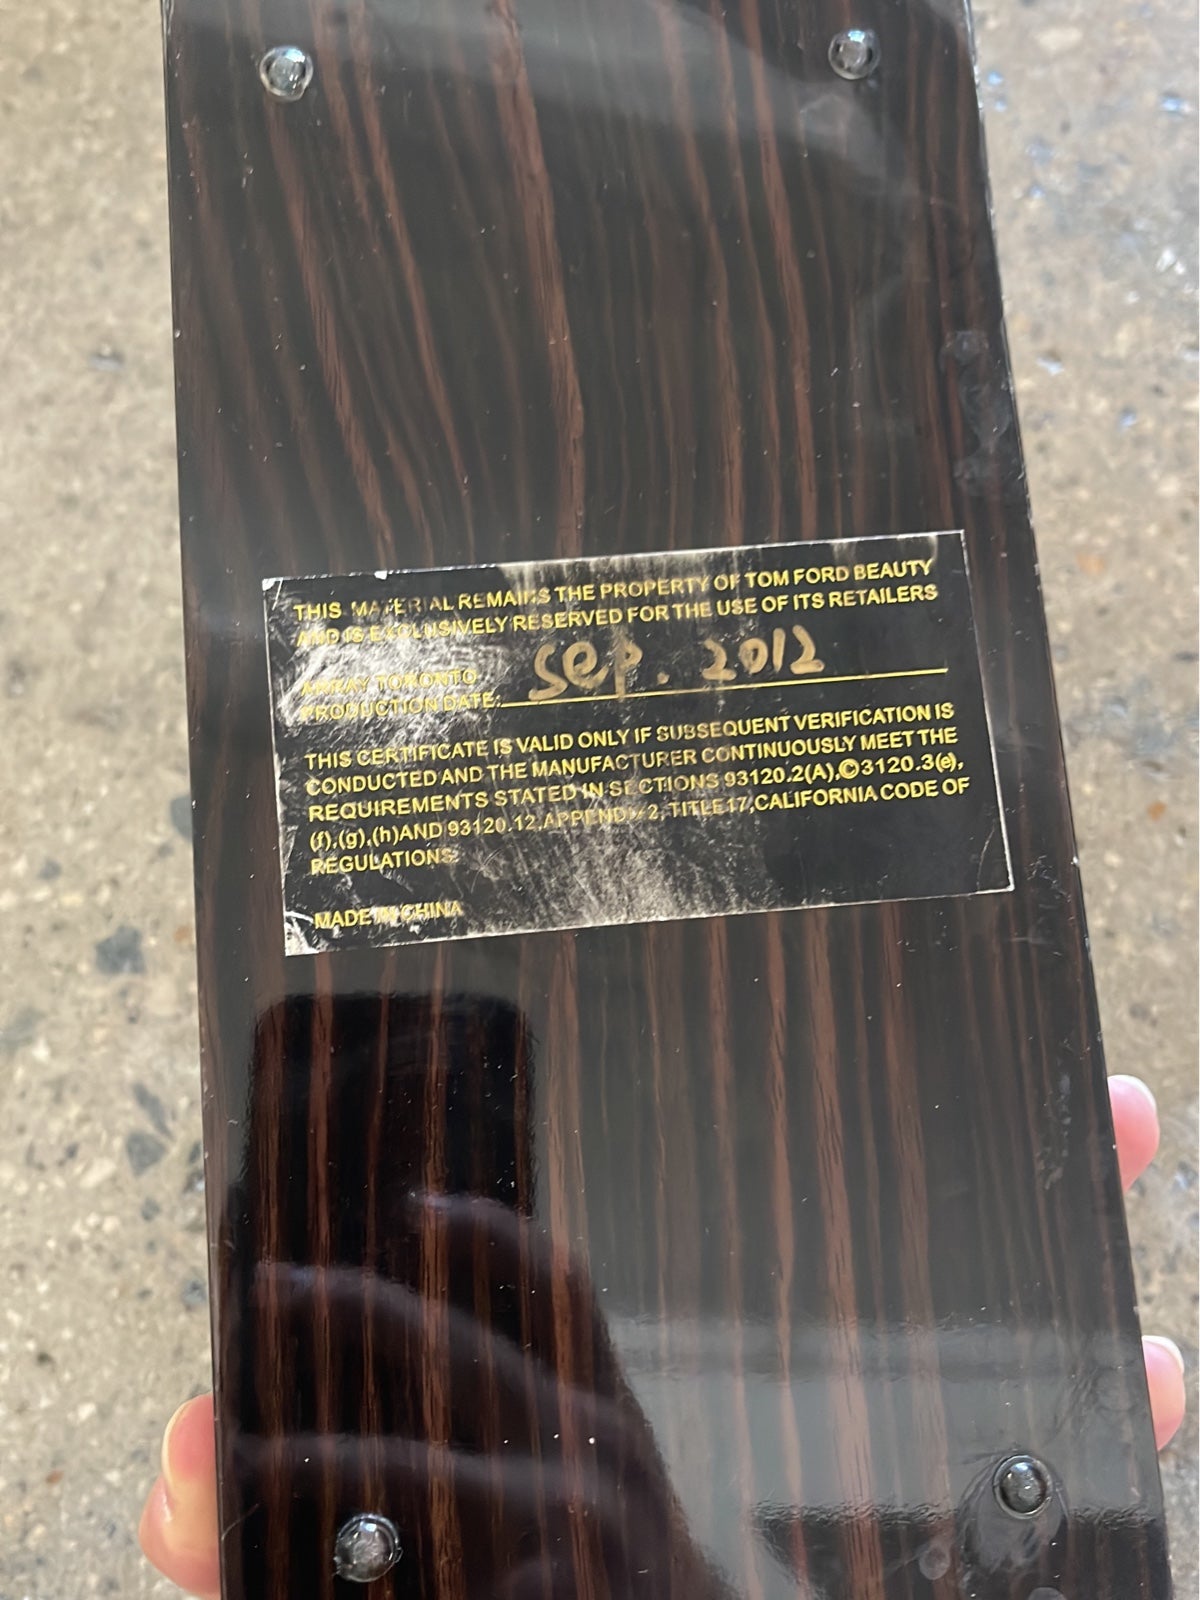 THIS MATERIAL REMAINS THE PROPERTY OF TOM FORD BEAUTY
AND IS EXCLUSIVELY RESERVED FOR THE USE OF ITS RETAILERS
ARRAY TORONTO
PRODUCTION DATE: Sep. 2012
THIS CERTIFICATE IS VALID ONLY IF SUBSEQUENT VERIFICATION IS
CONDUCTED AND THE MANUFACTURER CONTINUOUSLY MEET THE
REQUIREMENTS STATED IN SECTIONS 93120.2(A),©3120.3(e),
(f),(g),(h)AND 93120.12,APPENDIX 2, TITLE17,CALIFORNIA CODE OF
REGULATIONS.
MADE IN CHINA